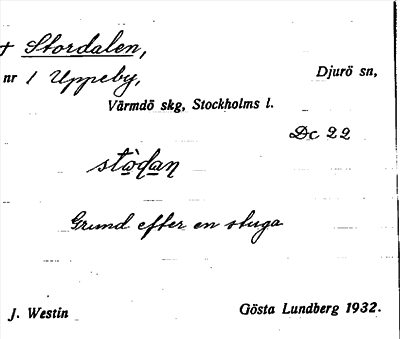 + Stordalen,
nr 1 Uppeby, Djurö sn,
Värmdö skg, Stockholms l.
Dc 22
Grund efter en stuga
J. Westin Gösta Lundberg 1932.